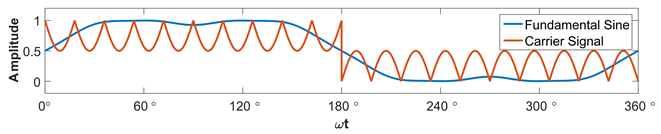 Amplitude
1
0.5
0
Fundamental Sine
Carrier Signal
0° 60 ° 120 ° 180 ° 240 ° 300 ° 360 °
ωt